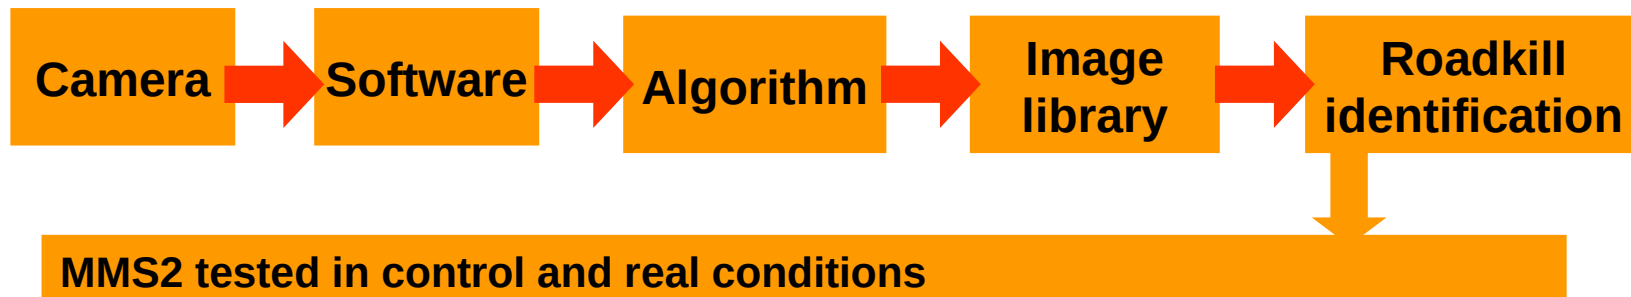 Camera
Software
Algorithm
Image
library
Roadkill
identification
MMS2 tested in control and real conditions